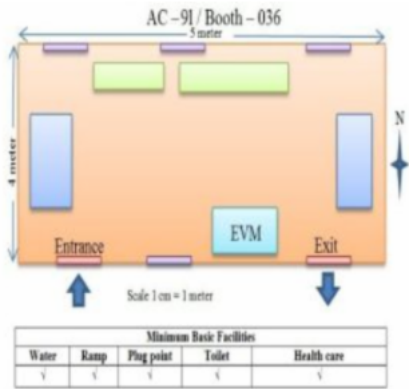 AC – 91 / Booth – 036
5 meter
N
4 meter
EVM
Entrance
Exit
Scale 1 cm = 1 meter
Minimum Basic Facilities
Water Ramp Plug point Toilet Health care
√ √ √ √ √